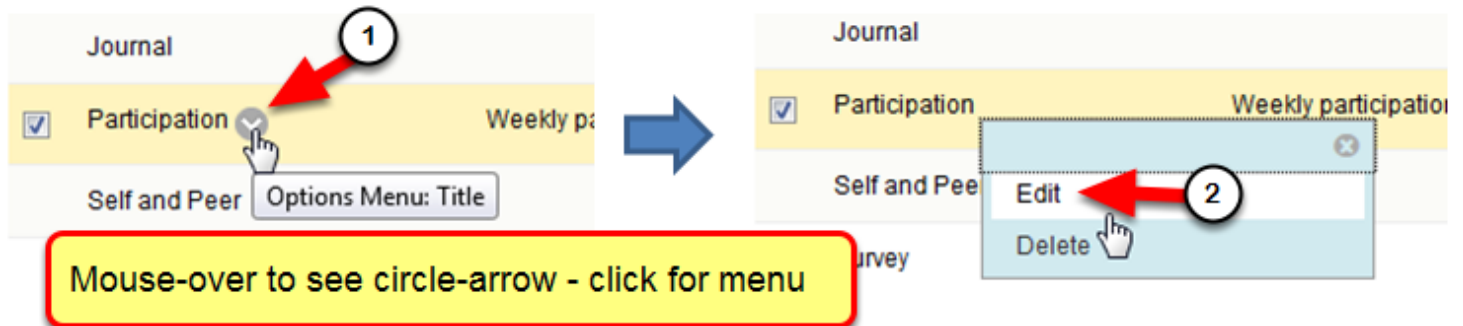 Journal
1
Participation
Weekly pa
Self and Peer
Options Menu: Title
Mouse-over to see circle-arrow - click for menu
Journal
Participation
Weekly participation
Self and Pee
Edit
2
Delete
urvey